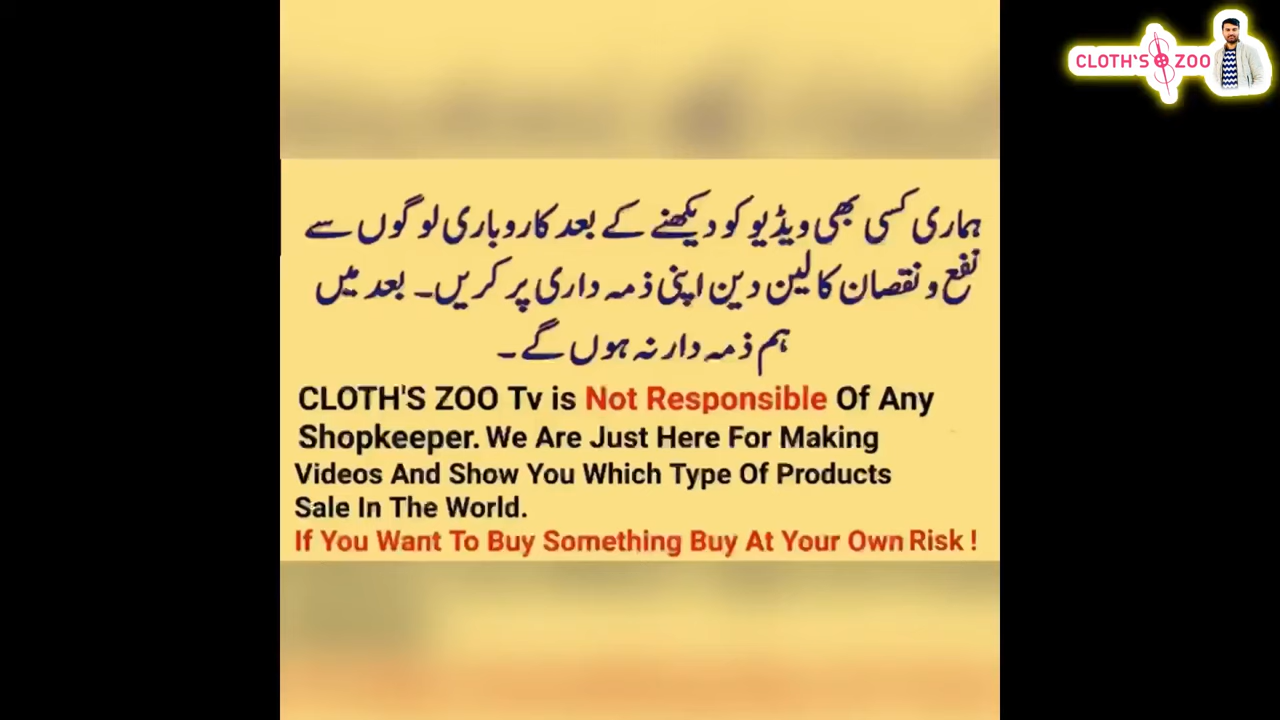 CLOTH'S ZOO
ہماری کسی بھی ویڈیو کو دیکھنے کے بعد کاروباری لوگوں سے
نفع و نقصان کا لین دین اپنی ذمہ داری پر کریں۔ بعد میں
ہم ذمہ دار نہ ہوں گے۔
CLOTH'S ZOO Tv is Not Responsible Of Any
Shopkeeper. We Are Just Here For Making
Videos And Show You Which Type Of Products
Sale In The World.
If You Want To Buy Something Buy At Your Own Risk !